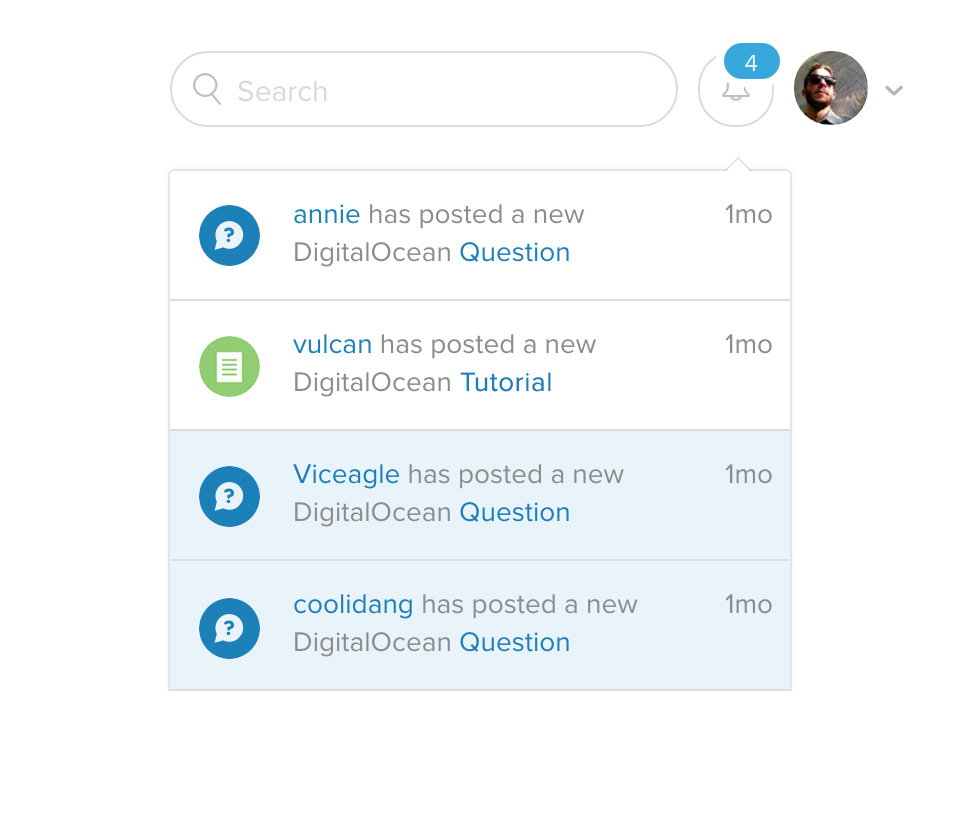 Search
4
annie has posted a new 1mo
DigitalOcean Question
vulcan has posted a new 1mo
DigitalOcean Tutorial
Viceagle has posted a new 1mo
DigitalOcean Question
coolidang has posted a new 1mo
DigitalOcean Question